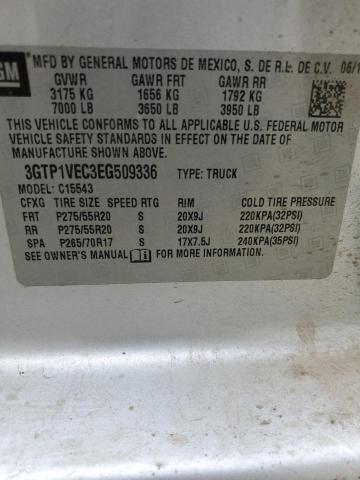 GM
MFD BY GENERAL MOTORS DE MEXICO, S. DE R.L. DE C.V. 06/1
GVWR GAWR FRT GAWR RR
3175 KG 1656 KG 1792 KG
7000 LB 3650 LB 3950 LB
THIS VEHICLE CONFORMS TO ALL APPLICABLE U.S. FEDERAL MOTOR
VEHICLE SAFETY STANDARDS IN EFFECT ON THE DATE OF
MANUFACTURE SHOWN ABOVE.
3GTP1VEC3EG509336 TYPE: TRUCK
MODEL: C15543
CFXG TIRE SIZE SPEED RTG RIM COLD TIRE PRESSURE
FRT P275/55R20 S 20X9J 220KPA(32PSI)
RR P275/55R20 S 20X9J 220KPA(32PSI)
SPA P265/70R17 S 17X7.5J 240KPA(35PSI)
SEE OWNER'S MANUAL FOR MORE INFORMATION.